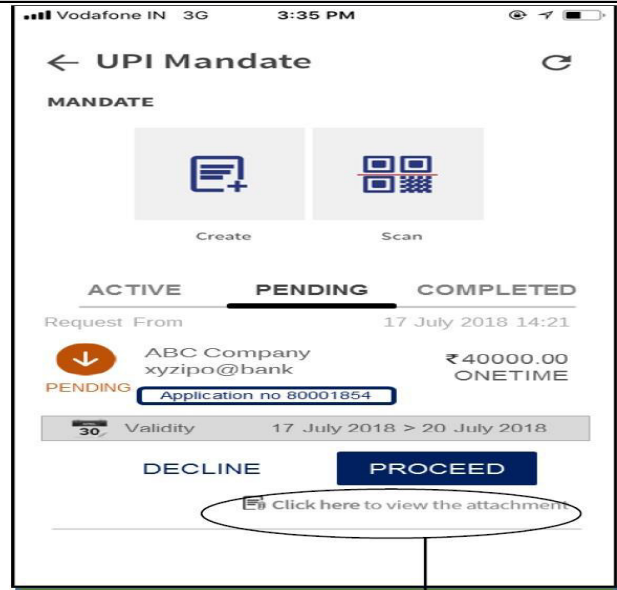 Vodafone IN 3G 3:35 PM
← UPI Mandate
MANDATE
Create Scan
ACTIVE PENDING COMPLETED
Request From 17 July 2018 14:21
ABC Company ₹40000.00
xyzipo@bank ONETIME
PENDING
Application no 80001854
30 Validity 17 July 2018 > 20 July 2018
DECLINE PROCEED
Click here to view the attachment